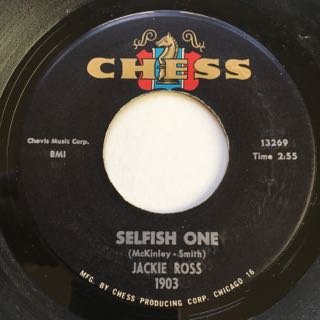 CHESS
Chevis Music Corp.
BMI
13269
Time 2:55
SELFISH ONE
(McKinley-Smith)
JACKIE ROSS
1903
MFG. BY CHESS PRODUCING CORP. CHICAGO 16